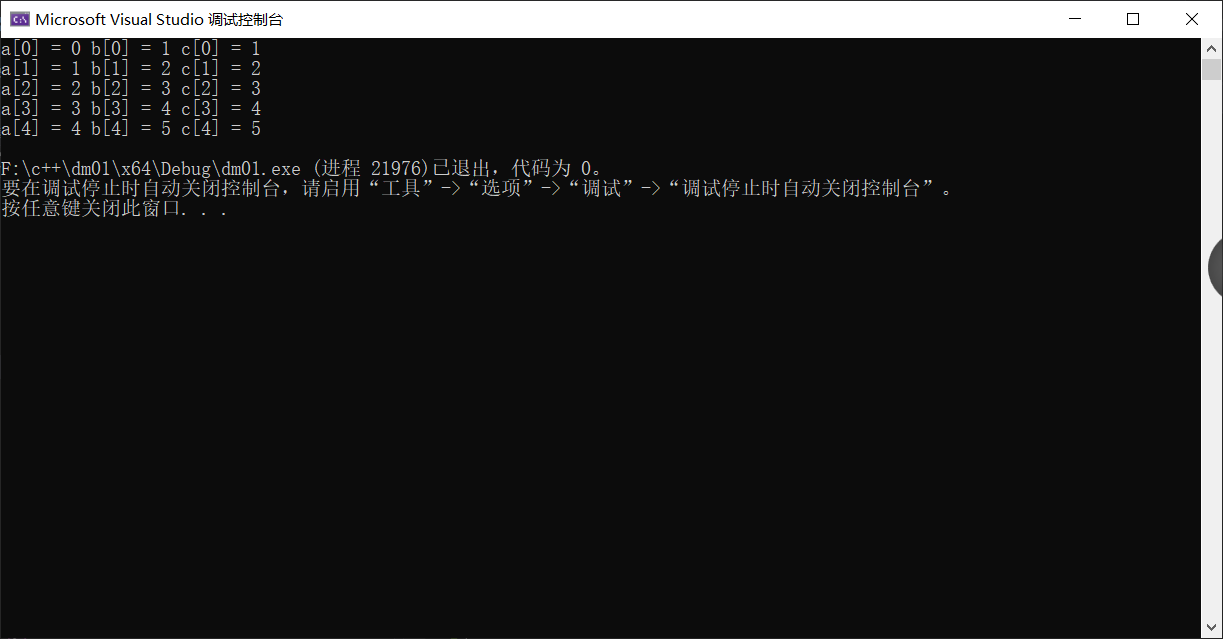 Microsoft Visual Studio 调试控制台
a[0] = 0 b[0] = 1 c[0] = 1
a[1] = 1 b[1] = 2 c[1] = 2
a[2] = 2 b[2] = 3 c[2] = 3
a[3] = 3 b[3] = 4 c[3] = 4
a[4] = 4 b[4] = 5 c[4] = 5
F:\c++\dm01\x64\Debug\dm01.exe (进程 21976)已退出，代码为 0。
要在调试停止时自动关闭控制台，请启用“工具”->“选项”->“调试”->“调试停止时自动关闭控制台”。
按任意键关闭此窗口. . .